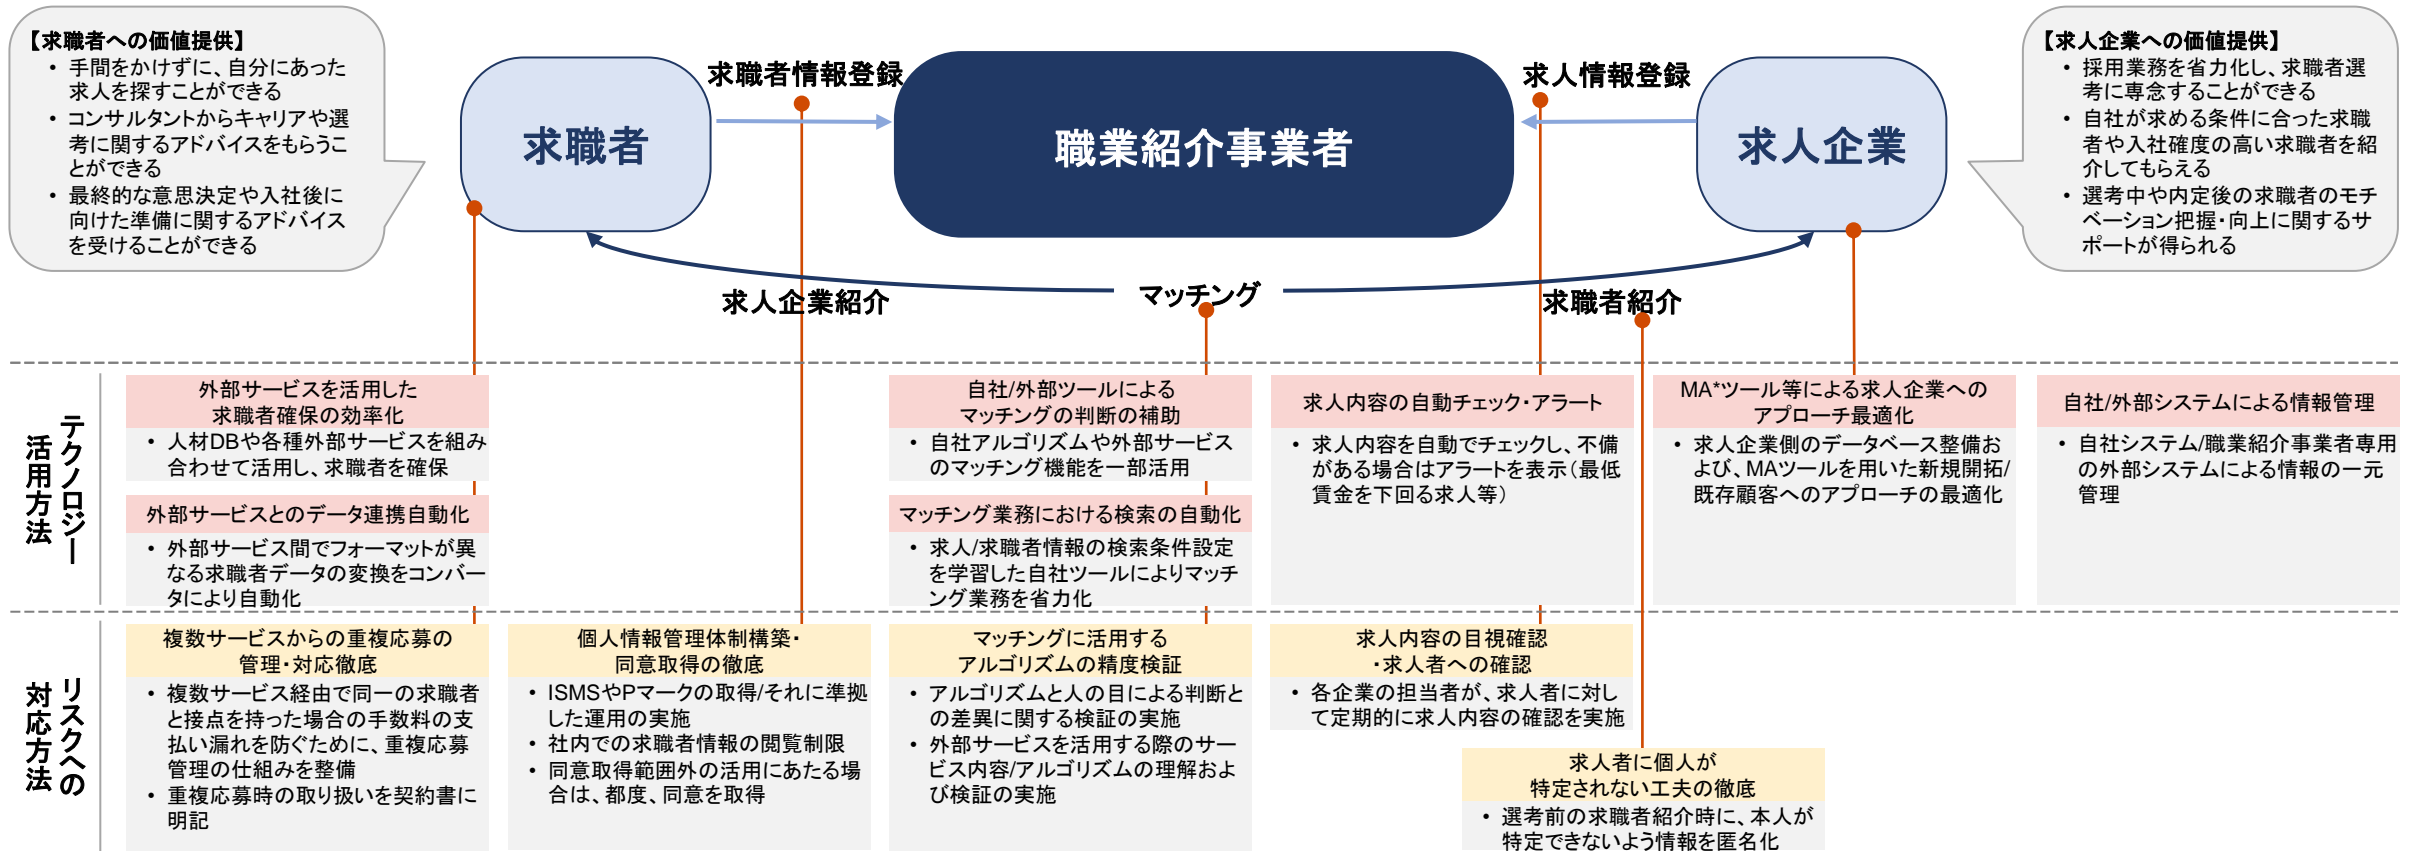 【求職者への価値提供】
• 手間をかけずに、自分にあった
求人を探すことができる
• コンサルタントからキャリアや選
考に関するアドバイスをもらうこ
とができる
• 最終的な意思決定や入社後に
向けた準備に関するアドバイス
を受けることができる
求職者
求職者情報登録
職業紹介事業者
求人情報登録
求人企業
【求人企業への価値提供】
• 採用業務を省力化し、求職者選
考に専念することができる
• 自社が求める条件に合った求職
者や入社確度の高い求職者を紹
介してもらえる
• 選考中や内定後の求職者のモチ
ベーション把握・向上に関するサ
ポートが得られる
求人企業紹介
マッチング
求職者紹介
テクノロジー
活用方法
外部サービスを活用した
求職者確保の効率化
• 人材DBや各種外部サービスを組み
合わせて活用し、求職者を確保
外部サービスとのデータ連携自動化
• 外部サービス間でフォーマットが異
なる求職者データの変換をコンバー
タにより自動化
自社/外部ツールによる
マッチングの判断の補助
• 自社アルゴリズムや外部サービス
のマッチング機能を一部活用
マッチング業務における検索の自動化
• 求人/求職者情報の検索条件設定
を学習した自社ツールによりマッチ
ング業務を省力化
求人内容の自動チェック・アラート
• 求人内容を自動でチェックし、不備
がある場合はアラートを表示（最低
賃金を下回る求人等）
MA*ツール等による求人企業への
アプローチ最適化
• 求人企業側のデータベース整備お
よび、MAツールを用いた新規開拓/
既存顧客へのアプローチの最適化
自社/外部システムによる情報管理
• 自社システム/職業紹介事業者専用
の外部システムによる情報の一元
管理
リスクへの
対応方法
複数サービスからの重複応募の
管理・対応徹底
• 複数サービス経由で同一の求職者
と接点を持った場合の手数料の支
払い漏れを防ぐために、重複応募
管理の仕組みを整備
• 重複応募時の取り扱いを契約書に
明記
個人情報管理体制構築・
同意取得の徹底
• ISMSやPマークの取得/それに準拠
した運用の実施
• 社内での求職者情報の閲覧制限
• 同意取得範囲外の活用にあたる場
合は、都度、同意を取得
マッチングに活用する
アルゴリズムの精度検証
• アルゴリズムと人の目による判断と
の差異に関する検証の実施
• 外部サービスを活用する際のサー
ビス内容/アルゴリズムの理解およ
び検証の実施
求人内容の目視確認
・求人者への確認
• 各企業の担当者が、求人者に対し
て定期的に求人内容の確認を実施
求人者に個人が
特定されない工夫の徹底
• 選考前の求職者紹介時に、本人が
特定できないよう情報を匿名化